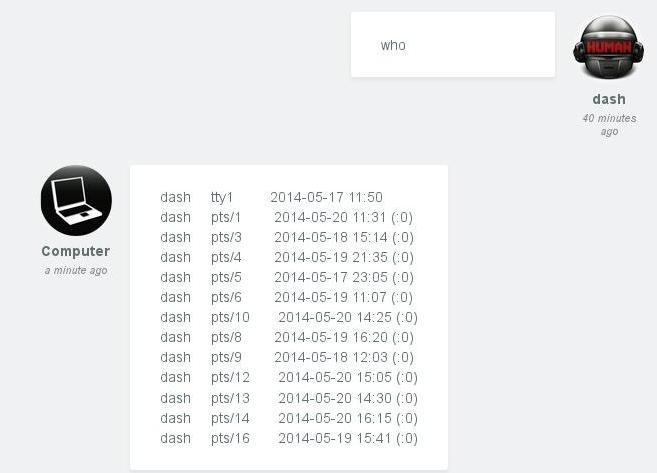 who
HUMAN
dash
40 minutes
ago
Computer
a minute ago
dash tty1 2014-05-17 11:50
dash pts/1 2014-05-20 11:31 (:0)
dash pts/3 2014-05-18 15:14 (:0)
dash pts/4 2014-05-19 21:35 (:0)
dash pts/5 2014-05-17 23:05 (:0)
dash pts/6 2014-05-19 11:07 (:0)
dash pts/10 2014-05-20 14:25 (:0)
dash pts/8 2014-05-19 16:20 (:0)
dash pts/9 2014-05-18 12:03 (:0)
dash pts/12 2014-05-20 15:05 (:0)
dash pts/13 2014-05-20 14:30 (:0)
dash pts/14 2014-05-20 16:15 (:0)
dash pts/16 2014-05-19 15:41 (:0)